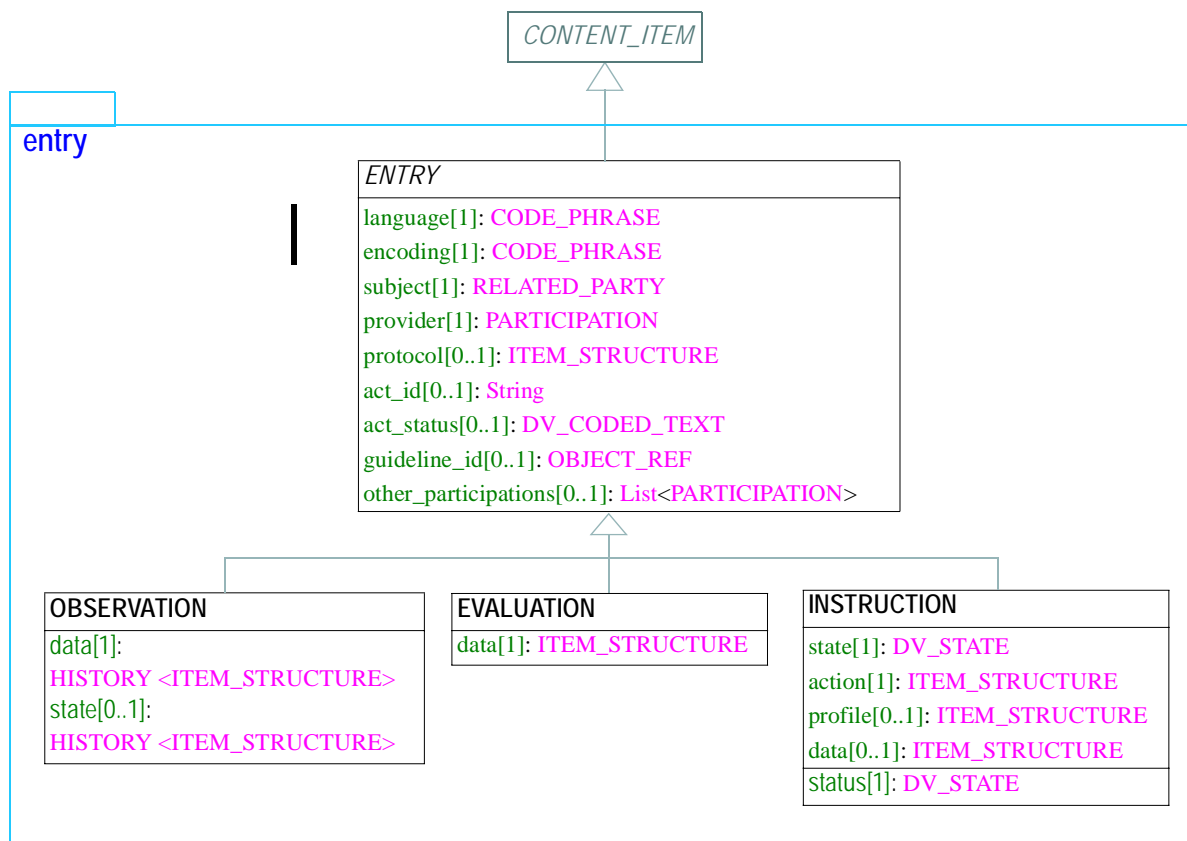 CONTENT_ITEM
entry
ENTRY
language[1]: CODE_PHRASE
encoding[1]: CODE_PHRASE
subject[1]: RELATED_PARTY
provider[1]: PARTICIPATION
protocol[0..1]: ITEM_STRUCTURE
act_id[0..1]: String
act_status[0..1]: DV_CODED_TEXT
guideline_id[0..1]: OBJECT_REF
other_participations[0..1]: List<PARTICIPATION>
OBSERVATION
data[1]:
HISTORY <ITEM_STRUCTURE>
state[0..1]:
HISTORY <ITEM_STRUCTURE>
EVALUATION
data[1]: ITEM_STRUCTURE
INSTRUCTION
state[1]: DV_STATE
action[1]: ITEM_STRUCTURE
profile[0..1]: ITEM_STRUCTURE
data[0..1]: ITEM_STRUCTURE
status[1]: DV_STATE